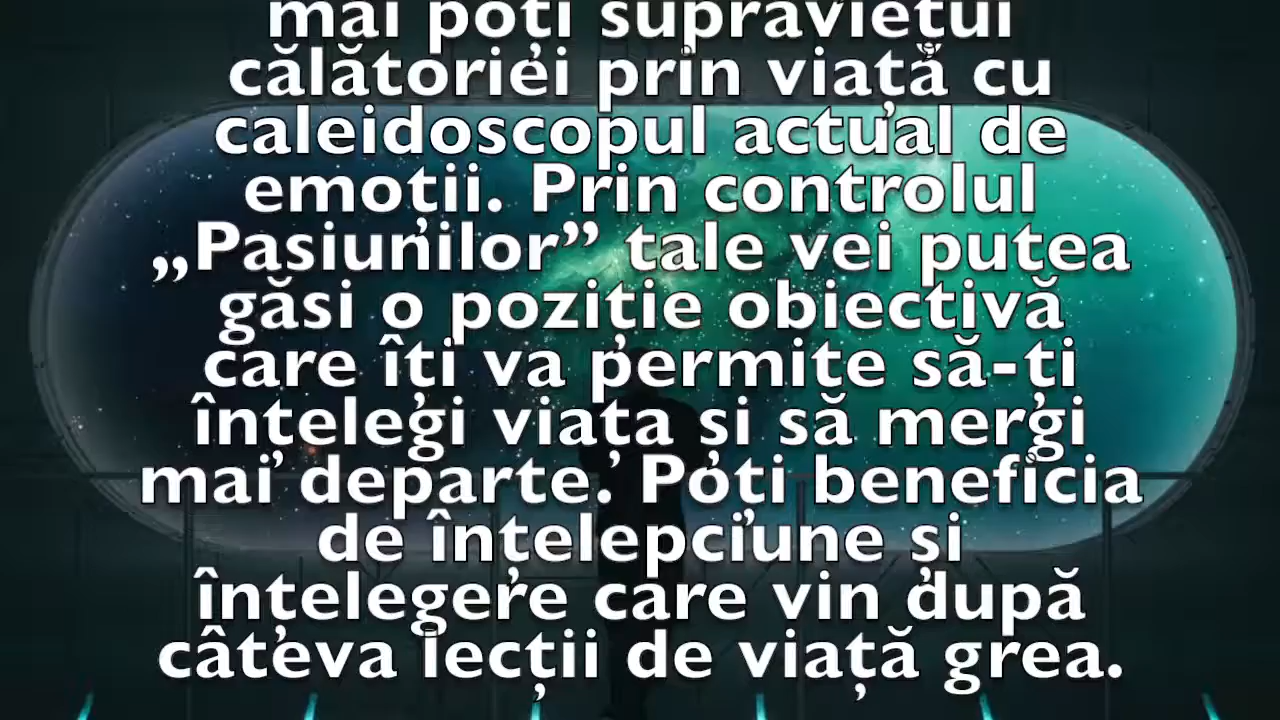 mai poți supraviețui
călătoriei prin viață cu
caleidoscopul actual de
emoții. Prin controlul
„Pasiunilor” tale vei putea
găsi o poziție obiectivă
care îți va permite să-ți
înțelegi viața și să mergi
mai departe. Poți beneficia
de înțelepciune și
înțelegere care vin după
câteva lecții de viață grea.